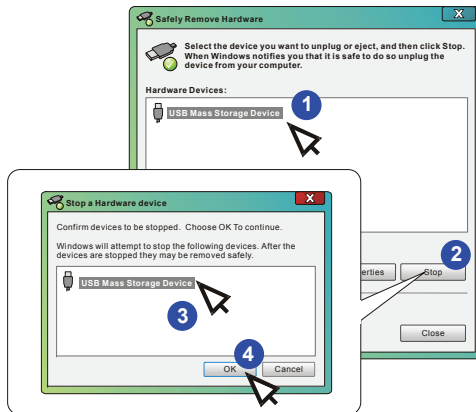 Safely Remove Hardware
X
Select the device you want to unplug or eject, and then click Stop.
When Windows notifies you that it is safe to do so unplug the
device from your computer.
Hardware Devices:
USB Mass Storage Device
1
2
erties
Stop
Close
Stop a Hardware device
X
Confirm devices to be stopped. Choose OK To continue.
Windows will attempt to stop the following devices. After the
devices are stopped they may be removed safely.
USB Mass Storage Device
3
4
OK
Cancel